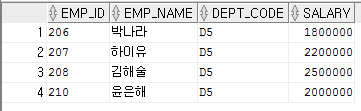 EMP_ID EMP_NAME DEPT_CODE SALARY
1 206 박나라 D5 1800000
2 207 하이유 D5 2200000
3 208 김해술 D5 2500000
4 210 윤은해 D5 2000000